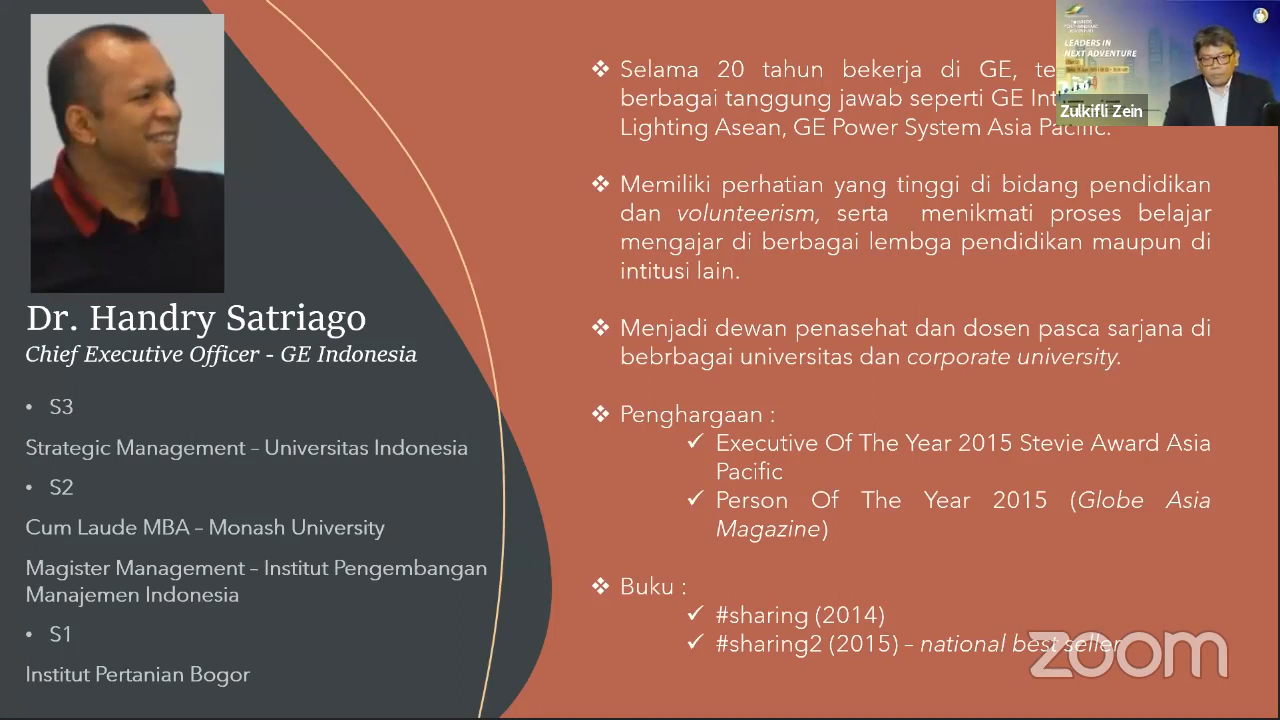 Dr. Handry Satriago
Chief Executive Officer - GE Indonesia
• S3
Strategic Management – Universitas Indonesia
• S2
Cum Laude MBA – Monash University
Magister Management – Institut Pengembangan
Manajemen Indonesia
• S1
Institut Pertanian Bogor
❖ Selama 20 tahun bekerja di GE,
berbagai tanggung jawab seperti GE
Lighting Asean, GE Power System Asia Pacific.
❖ Memiliki perhatian yang tinggi di bidang pendidikan
dan volunteerism, serta menikmati proses belajar
mengajar di berbagai lembga pendidikan maupun di
intitusi lain.
❖ Menjadi dewan penasehat dan dosen pasca sarjana di
bebrbagai universitas dan corporate university.
❖ Penghargaan :
✓ Executive Of The Year 2015 Stevie Award Asia
Pacific
✓ Person Of The Year 2015 (Globe Asia
Magazine)
❖ Buku :
✓ #sharing (2014)
✓ #sharing2 (2015) – national best seller
LEADERS IN
NEXT ADVENTURE
Zulkifli Zein
zoom